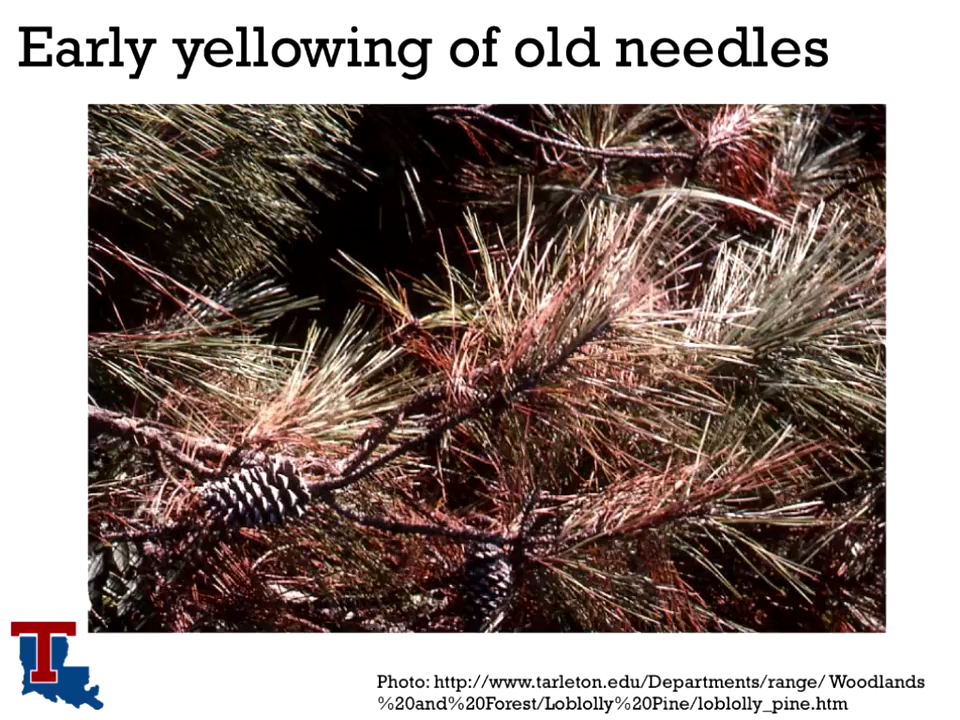 Early yellowing of old needles
T
Photo: http://www.tarleton.edu/Departments/range/ Woodlands
%20and%20Forest/Loblolly%20Pine/loblolly_pine.htm